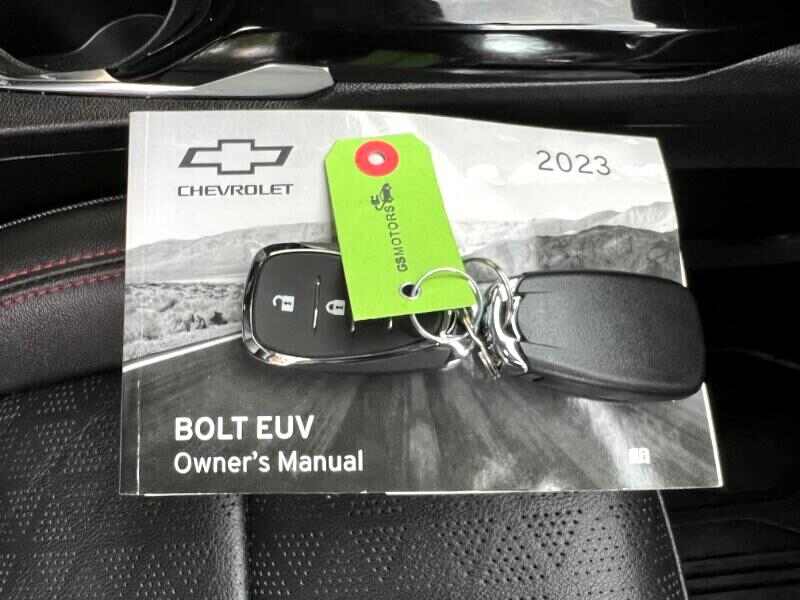 CHEVROLET
2023
GSMOTORS
BOLT EUV
Owner's Manual